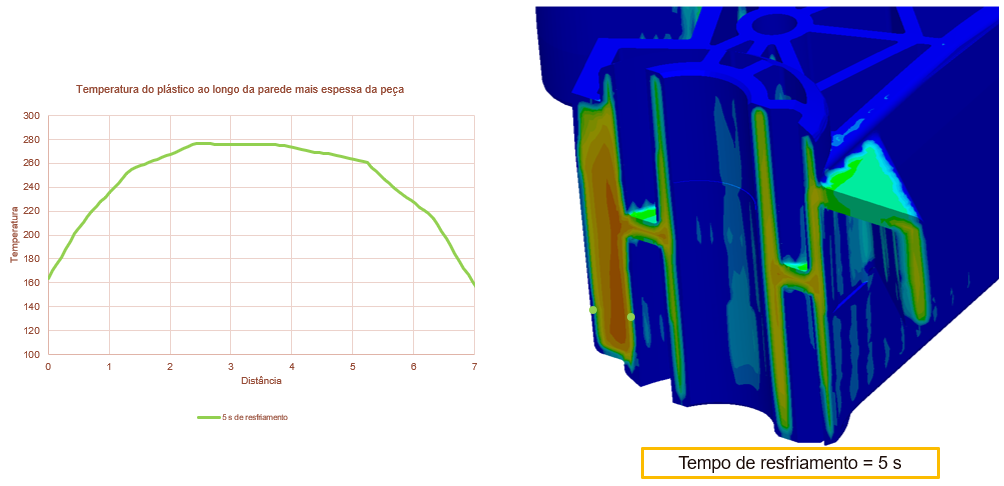 Temperatura do plástico ao longo da parede mais espessa da peça
300
280
260
240
220
200
180
160
140
120
100
Temperatura
0 1 2 3 4 5 6 7
Distância
5 s de resfriamento
Tempo de resfriamento = 5 s